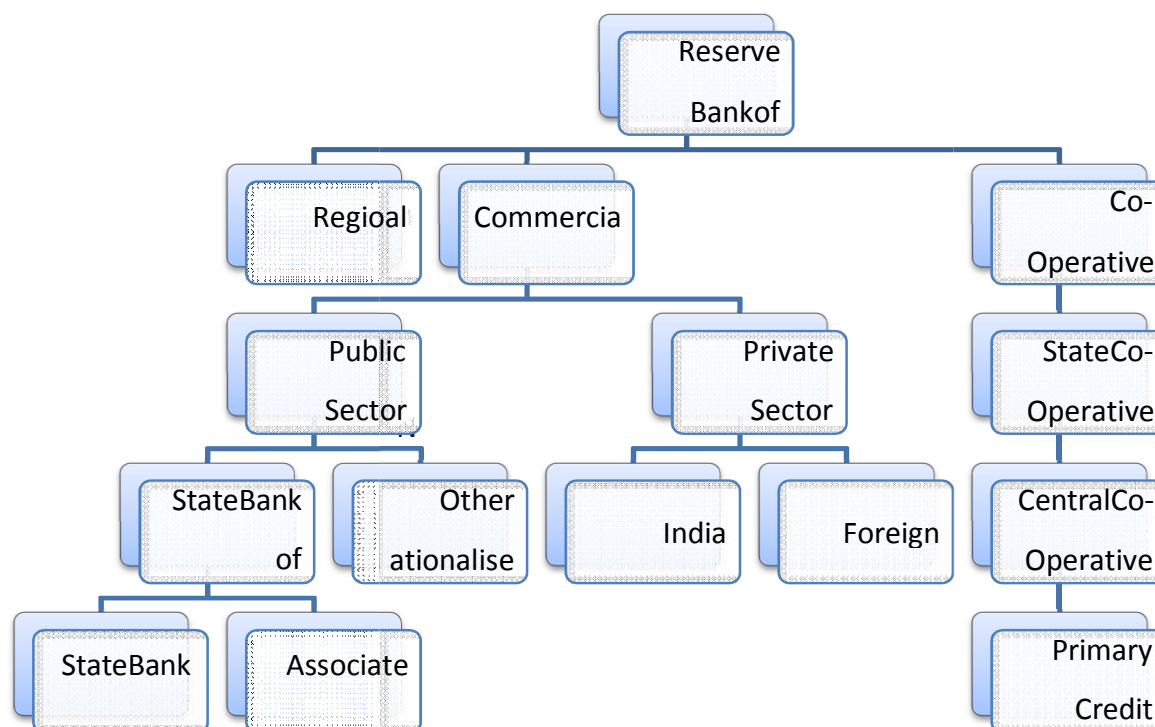 Reserve
Bankof
Regioal
Commercia
Co-
Operative
Public
Sector
Private
Sector
StateCo-
Operative
StateBank
of
Other
ationalise
India
Foreign
CentralCo-
Operative
StateBank
Associate
Primary
Credit